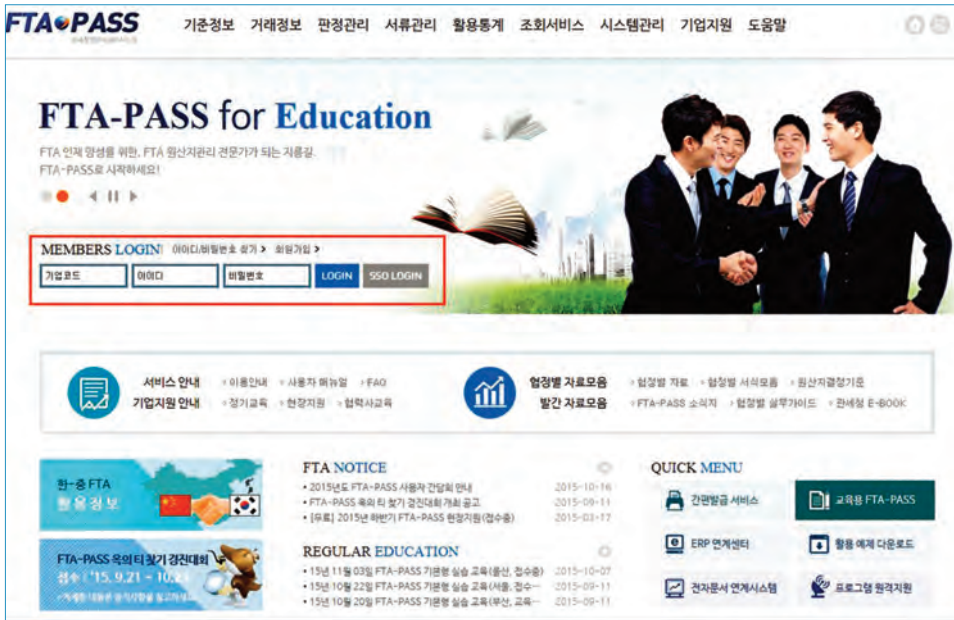 FTA PASS
기준정보 거래정보 판정관리 서류관리 활용통계 조회서비스 시스템관리 기업지원 도움말
FTA-PASS for Education
FTA 인재 양성를 위한, FTA 원산지관리 전문가가 되는 지름길.
FTA-PASS로 시작하세요!
MEMBERS LOGIN 아이디/비밀번호 찾기 > 회원가입 >
기업코드 아이디 비밀번호 LOGIN SSO LOGIN
서비스 안내 이용안내 사용자 매뉴얼 FAQ
기업지원 안내 정기교육 현장지원 협력사교육
협정별 자료모음 협정별 자료 협정별 서식모음 원산지결정기준
발간 자료모음 FTA-PASS 소식지 협정별 실무가이드 관세청 E-BOOK
한-중 FTA
활용정보
FTA-PASS 옥의 티 찾기 경진대회
접수 : '15. 9.21 ~
FTA NOTICE
• 2015년도 FTA-PASS 사용자 간담회 안내 2015-10-16
• FTA-PASS 옥의 티 찾기 경진대회 개최 공고 2015-09-11
• [무료] 2015년 하반기 FTA-PASS 현장지원(접수중) 2015-03-17
REGULAR EDUCATION
• 15년 11월 03일 FTA-PASS 기본형 실습 교육(울산, 접수중) 2015-10-07
• 15년 10월 22일 FTA-PASS 기본형 실습 교육(서울, 접수… 2015-09-11
• 15년 10월 20일 FTA-PASS 기본형 실습 교육(부산, 교육… 2015-09-11
QUICK MENU
간편발급 서비스 교육용 FTA-PASS
ERP 연계센터 활용 예제 다운로드
전자문서 연계시스템 프로그램 원격지원